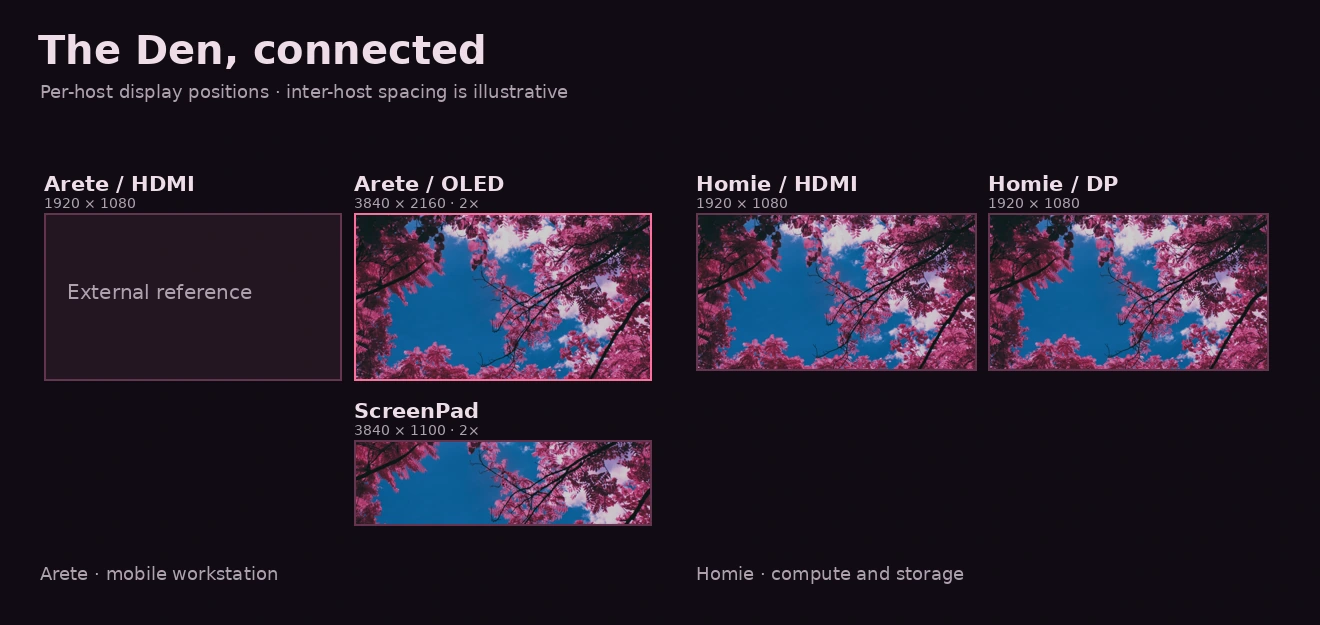 The Den, connected
Per-host display positions · inter-host spacing is illustrative
Arete / HDMI
1920 × 1080
External reference
Arete / OLED
3840 × 2160 · 2×
ScreenPad
3840 × 1100 · 2×
Homie / HDMI
1920 × 1080
Homie / DP
1920 × 1080
Arete · mobile workstation
Homie · compute and storage